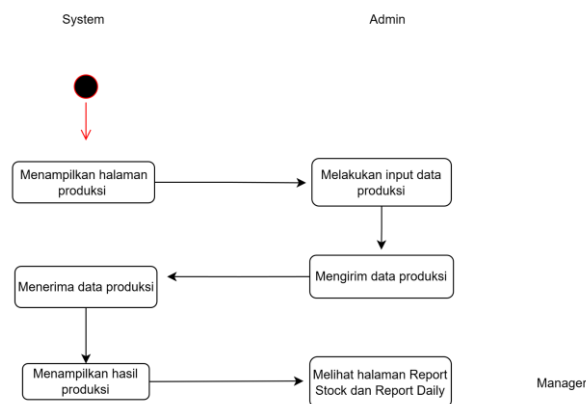 System
Admin
Menampilkan halaman
produksi
Melakukan input data
produksi
Mengirim data produksi
Menerima data produksi
Menampilkan hasil
produksi
Melihat halaman Report
Stock dan Report Daily
Manager